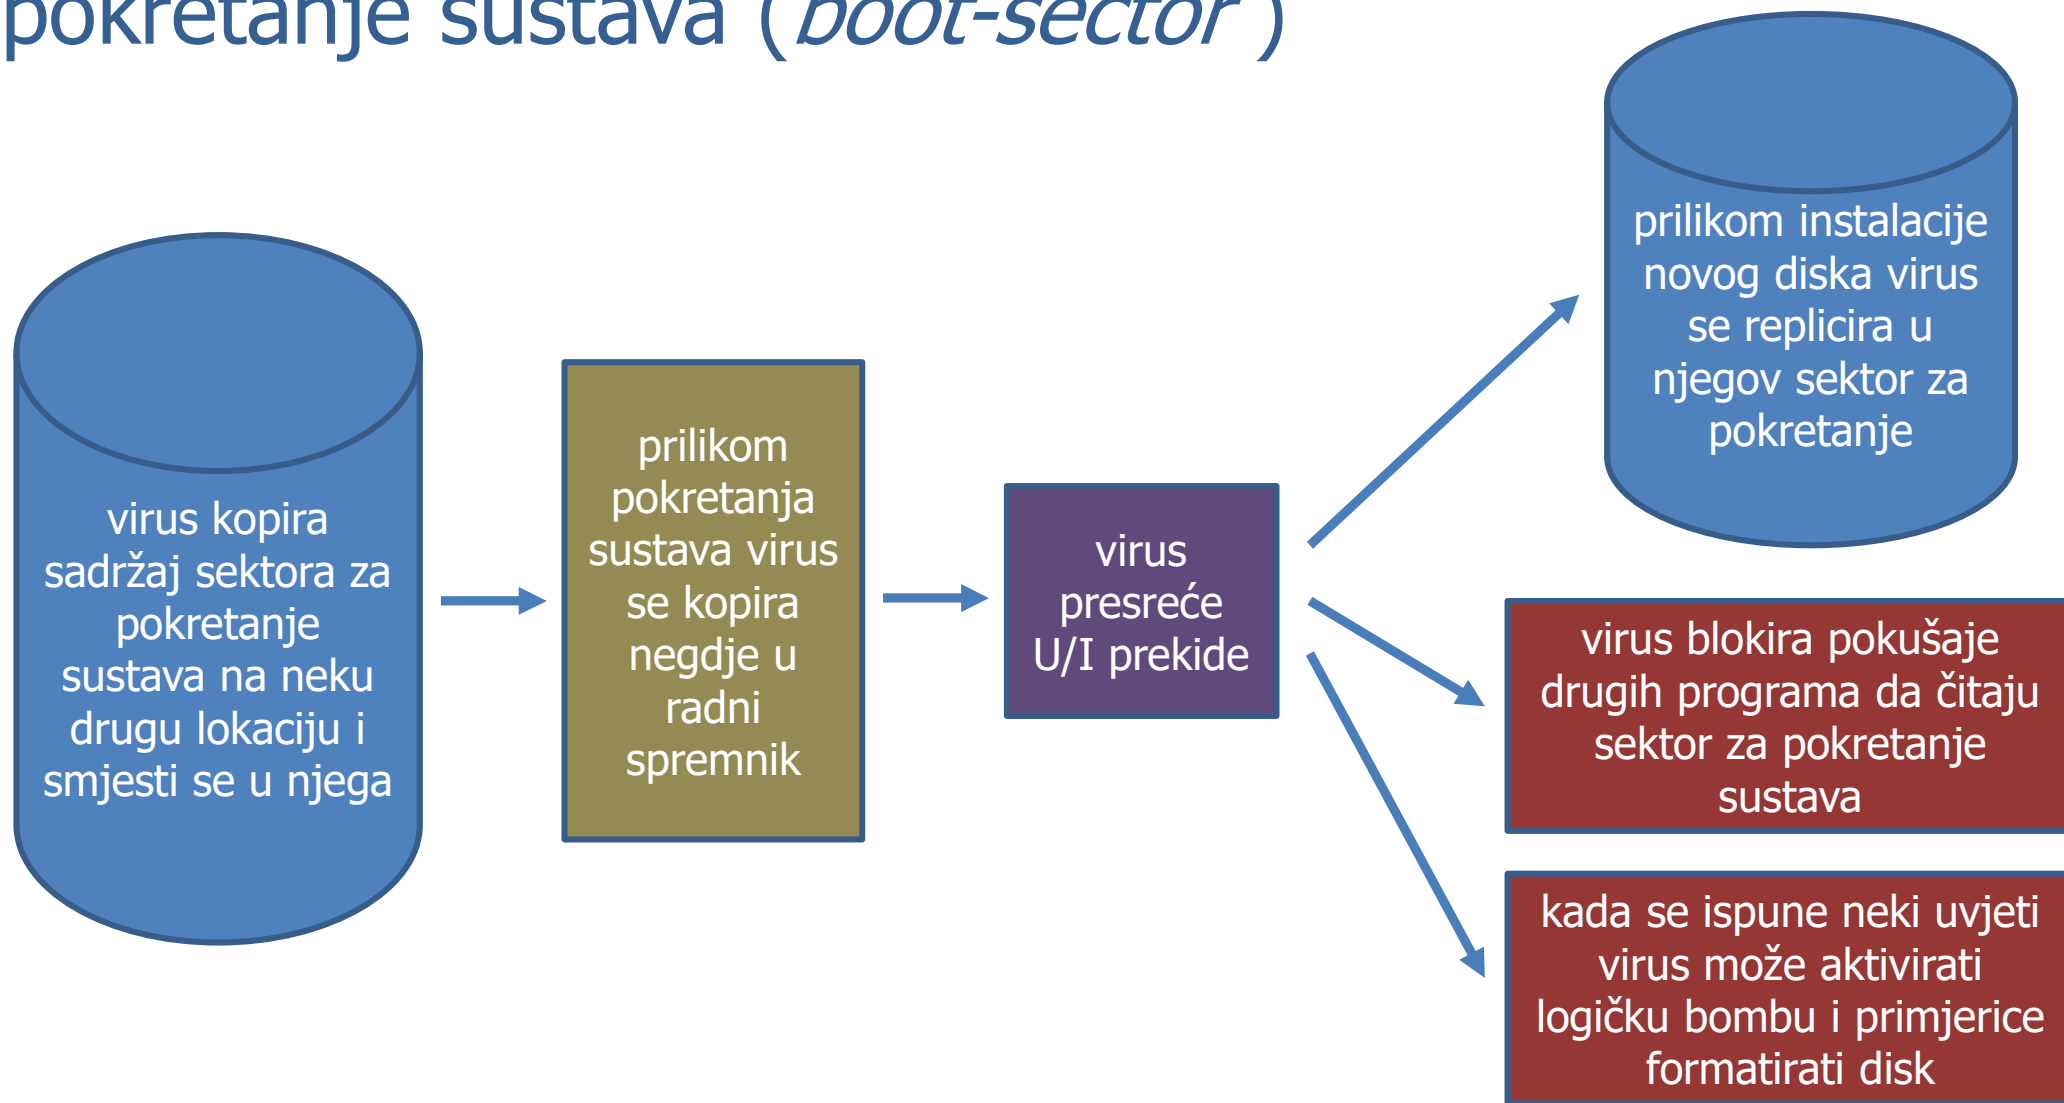 pokretanje sustava (boot-sector )
virus kopira
sadržaj sektora za
pokretanje
sustava na neku
drugu lokaciju i
smjesti se u njega
prilikom
pokretanja
sustava virus
se kopira
negdje u
radni
spremnik
virus
presreće
U/I prekide
prilikom instalacije
novog diska virus
se replicira u
njegov sektor za
pokretanje
virus blokira pokušaje
drugih programa da čitaju
sektor za pokretanje
sustava
kada se ispune neki uvjeti
virus može aktivirati
logičku bombu i primjerice
formatirati disk